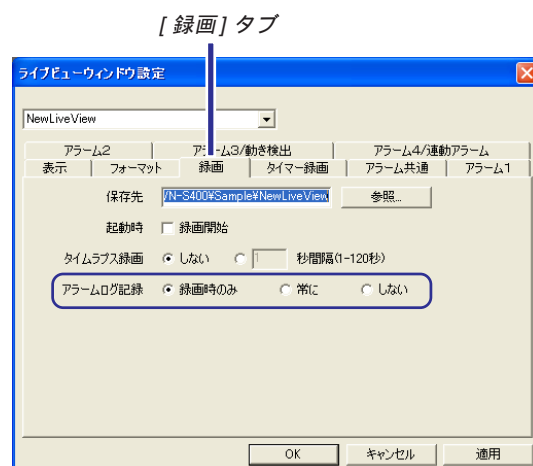 [ 録画] タブ
ライブビューウィンドウ設定
NewLiveView
アラーム2 アラーム3/動き検出 アラーム4/連動アラーム
表示 フォーマット 録画 タイマー録画 アラーム共通 アラーム1
保存先 /N-S400¥Sample¥NewLiveView 参照...
起動時 録画開始
タイムラプス録画 しない 1 秒間隔(1-120秒)
アラームログ記録 録画時のみ 常に しない
OK キャンセル 適用